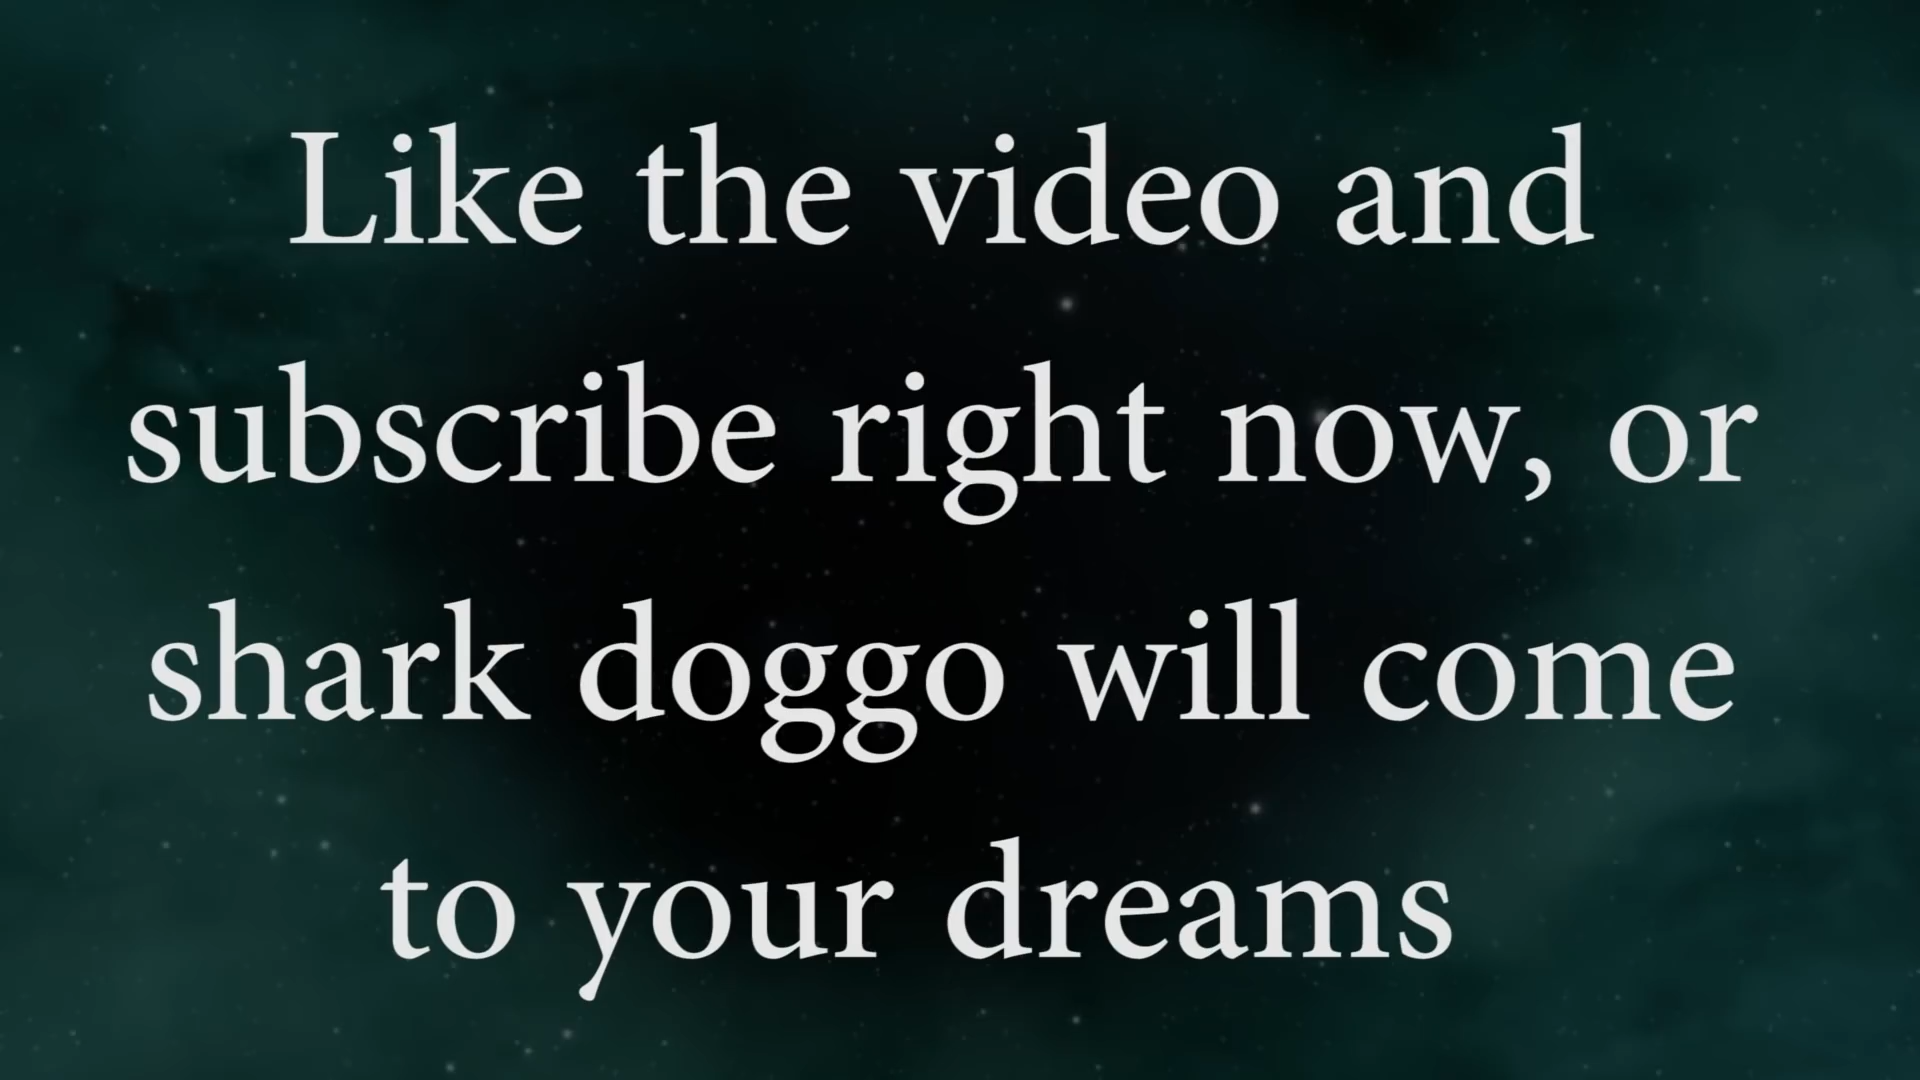 Like the video and
subscribe right now, or
shark doggo will come
to your dreams